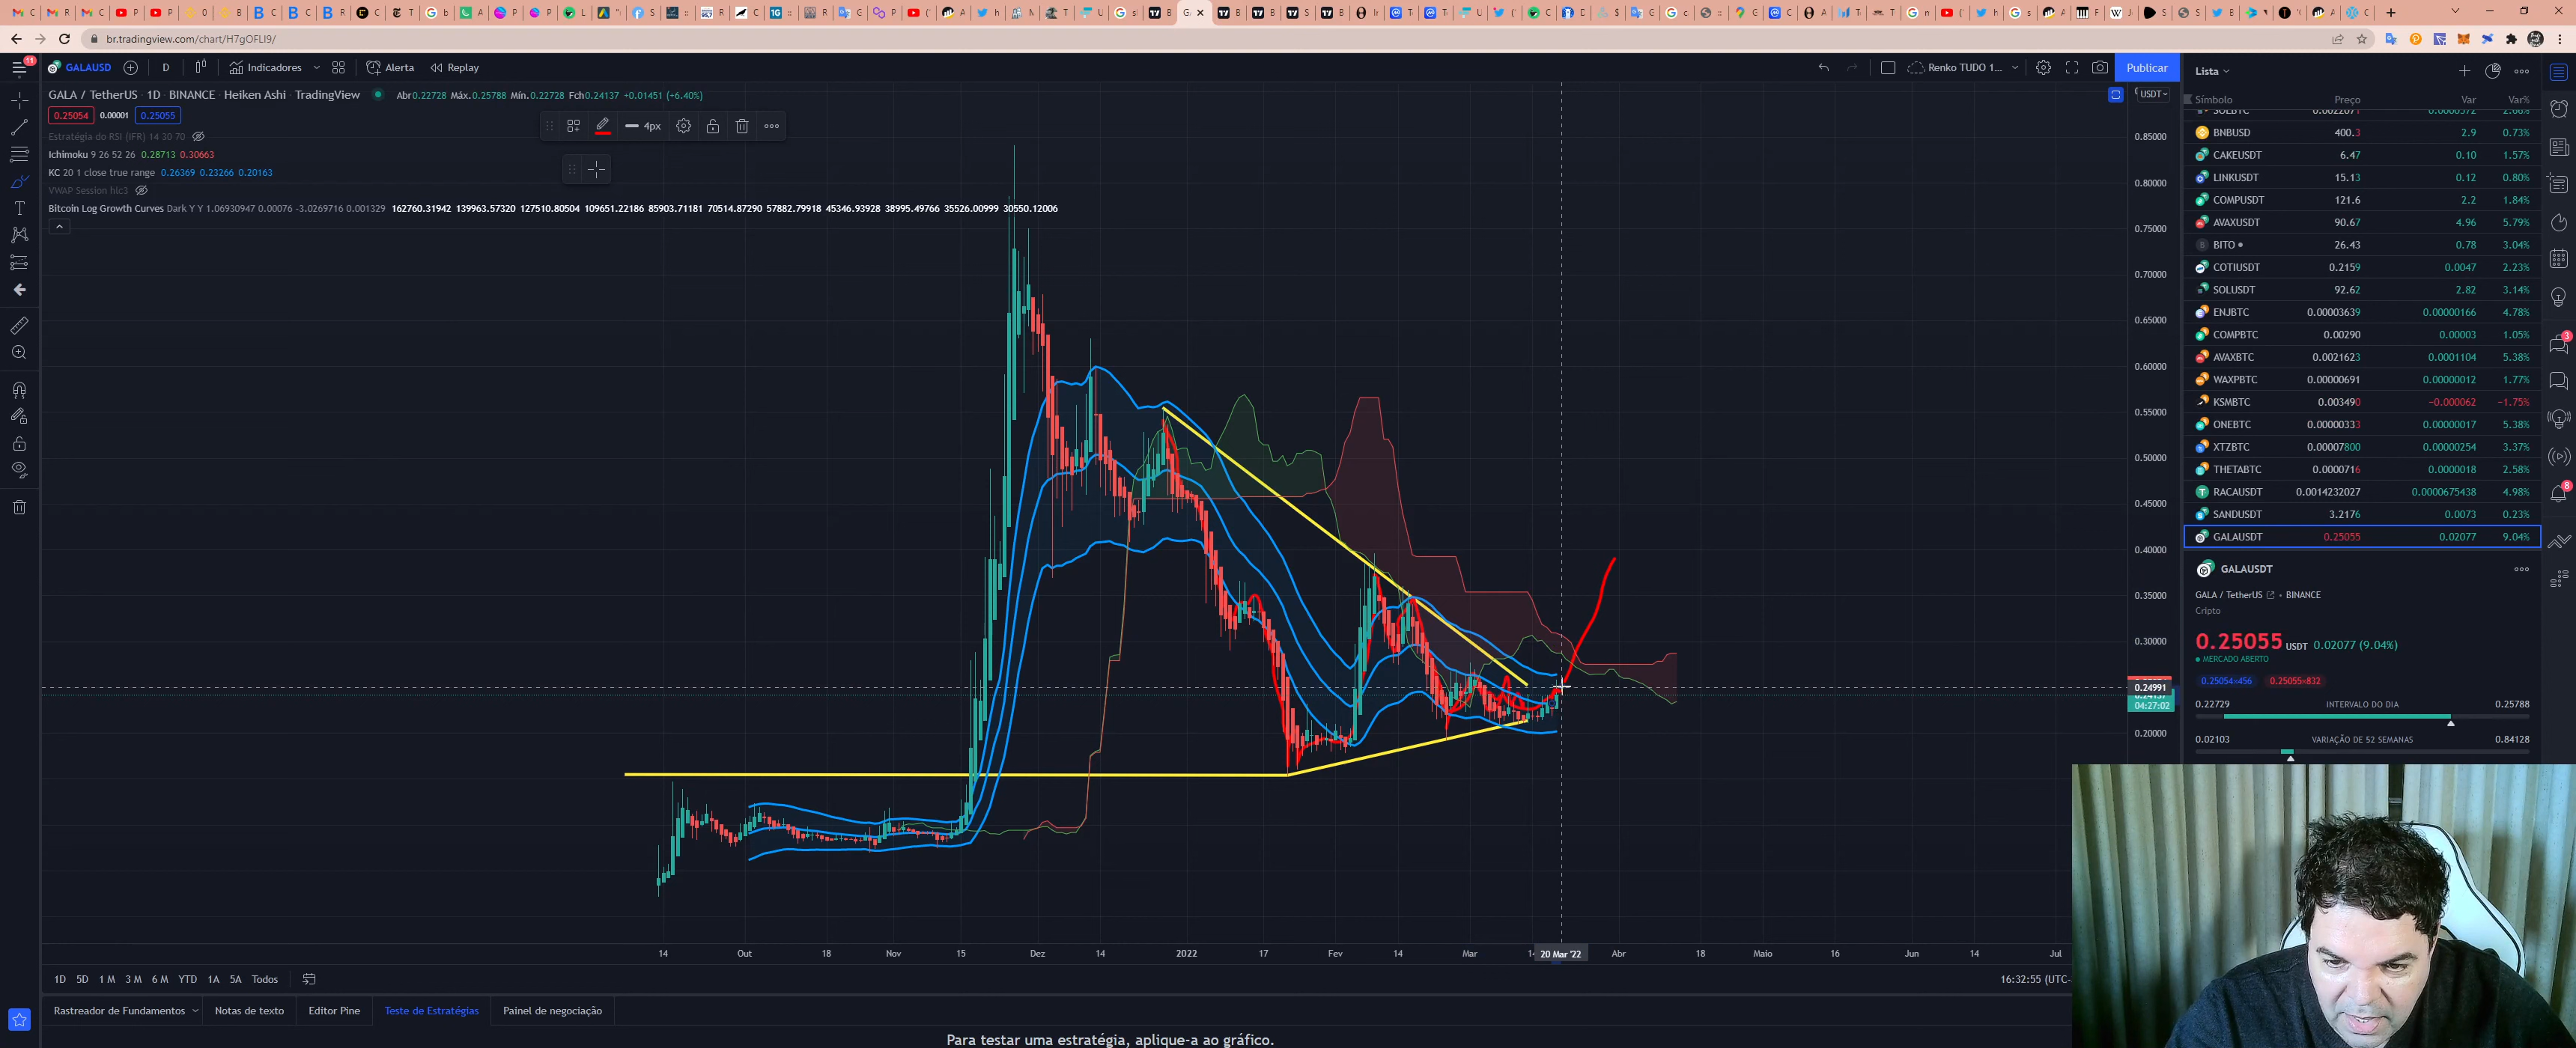 br.tradingview.com/chart/H7gOFLI9/
11
GALAUSD
D
Indicadores
Alerta
Replay
Renko TUDO 1...
Publicar
GALA / TetherUS · 1D · BINANCE · Heiken Ashi · TradingView
Abr0.22728 Máx.0.25788 Mín.0.22728 Fch0.24137 +0.01451 (+6.40%)
0.25054 0.00001 0.25055
4px
Estratégia do RSI (IFR) 14 30 70
Ichimoku 9 26 52 26 0.28713 0.30663
KC 20 1 close true range 0.26369 0.23266 0.20163
VWAP Session hlc3
Bitcoin Log Growth Curves Dark Y Y 1.06930947 0.00076 -3.0269716 0.001329 162760.31942 139963.57320 127510.80504 109651.22186 85903.71181 70514.87290 57882.79918 45346.93928 38995.49766 35526.00999 30550.12006
USDT
0.85000
0.80000
0.75000
0.70000
0.65000
0.60000
0.55000
0.50000
0.45000
0.40000
0.35000
0.30000
0.24991
04:27:02
0.20000
14 Out 18 Nov 15 Dez 14 2022 17 Fev 14 Mar 20 Mar '22 Abr 18 Maio 16 Jun 14 Jul
1D 5D 1 M 3 M 6 M YTD 1A 5A Todos
16:32:55 (UTC-
Rastreador de Fundamentos Notas de texto Editor Pine Teste de Estratégias Painel de negociação
Para testar uma estratégia, aplique-a ao gráfico.
Lista
Símbolo Preço Var Var%
BNBUSD 400.3 2.9 0.73%
CAKEUSDT 6.47 0.10 1.57%
LINKUSDT 15.13 0.12 0.80%
COMPUSDT 121.6 2.2 1.84%
AVAXUSDT 90.67 4.96 5.79%
BITO 26.43 0.78 3.04%
COTIUSDT 0.2159 0.0047 2.23%
SOLUSDT 92.62 2.82 3.14%
ENJBTC 0.00003639 0.00000166 4.78%
COMPBTC 0.00290 0.00003 1.05%
AVAXBTC 0.0021623 0.0001104 5.38%
WAXPBTC 0.00000691 0.00000012 1.77%
KSMBTC 0.003490 −0.000062 −1.75%
ONEBTC 0.00000333 0.00000017 5.38%
XTZBTC 0.00007800 0.00000254 3.37%
THETABTC 0.0000716 0.0000018 2.58%
RACAUSDT 0.0014232027 0.0000675438 4.98%
SANDUSDT 3.2176 0.0073 0.23%
GALAUSDT 0.25055 0.02077 9.04%
GALAUSDT
GALA / TetherUS • BINANCE
Cripto
0.25055 USDT 0.02077 (9.04%)
MERCADO ABERTO
0.25054×456 0.25055×832
0.22729 INTERVALO DO DIA 0.25788
0.02103 VARIAÇÃO DE 52 SEMANAS 0.84128
3
8